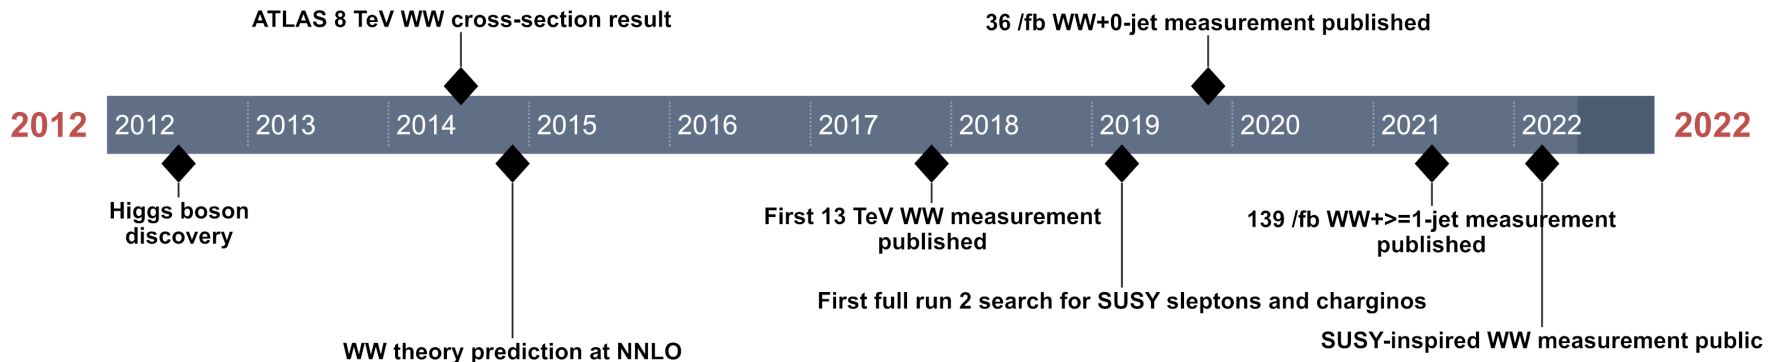 ATLAS 8 TeV WW cross-section result
36 /fb WW+0-jet measurement published
2012
2012 2013 2014 2015 2016 2017 2018 2019 2020 2021 2022
2022
Higgs boson
discovery
First 13 TeV WW measurement
published
139 /fb WW+>=1-jet measurement
published
First full run 2 search for SUSY sleptons and charginos
SUSY-inspired WW measurement public
WW theory prediction at NNLO